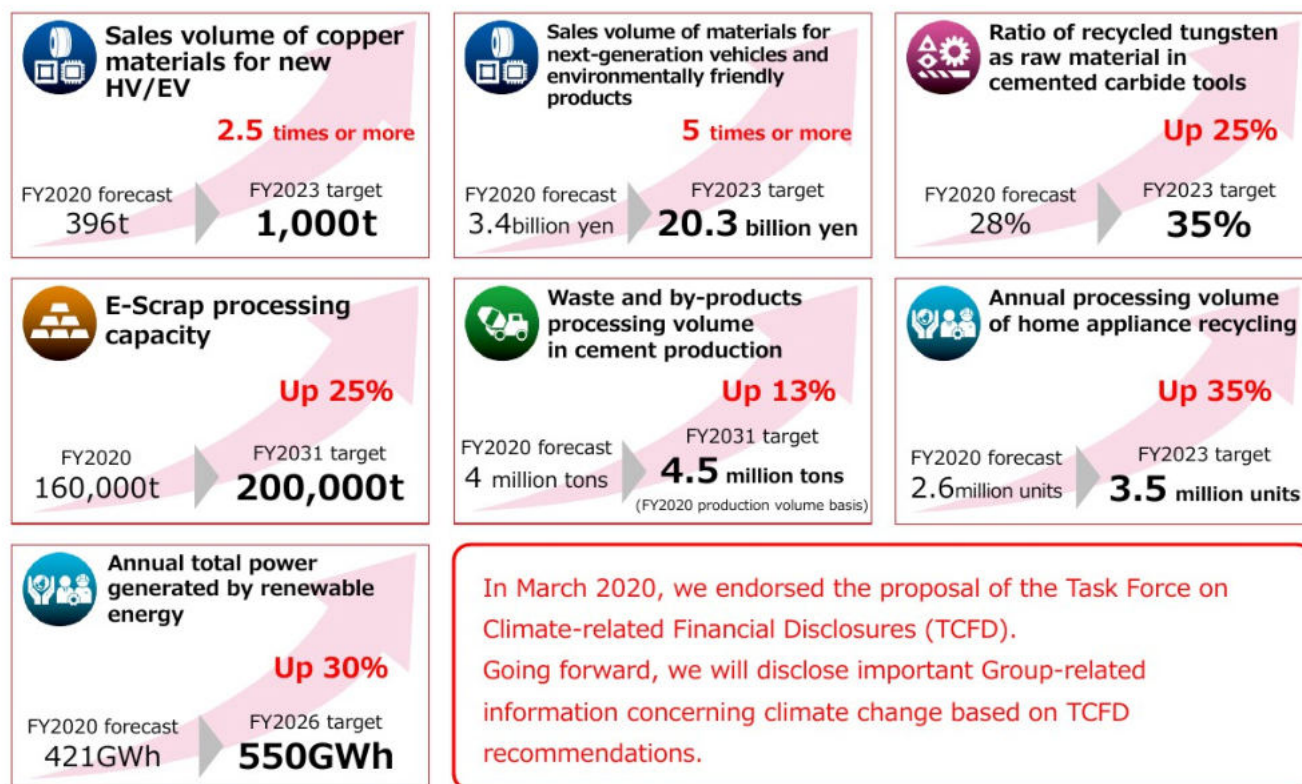 Sales volume of copper
materials for new
HV/EV
2.5 times or more
FY2020 forecast
396t
FY2023 target
1,000t
Sales volume of materials for
next-generation vehicles and
environmentally friendly
products
5 times or more
FY2020 forecast
3.4billion yen
FY2023 target
20.3 billion yen
Ratio of recycled tungsten
as raw material in
cemented carbide tools
Up 25%
FY2020 forecast
28%
FY2023 target
35%
E-Scrap processing
capacity
Up 25%
FY2020
160,000t
FY2031 target
200,000t
Waste and by-products
processing volume
in cement production
Up 13%
FY2020 forecast
4 million tons
FY2031 target
4.5 million tons
(FY2020 production volume basis)
Annual processing volume
of home appliance recycling
Up 35%
FY2020 forecast
2.6million units
FY2023 target
3.5 million units
Annual total power
generated by renewable
energy
Up 30%
FY2020 forecast
421GWh
FY2026 target
550GWh
In March 2020, we endorsed the proposal of the Task Force on
Climate-related Financial Disclosures (TCFD).
Going forward, we will disclose important Group-related
information concerning climate change based on TCFD
recommendations.